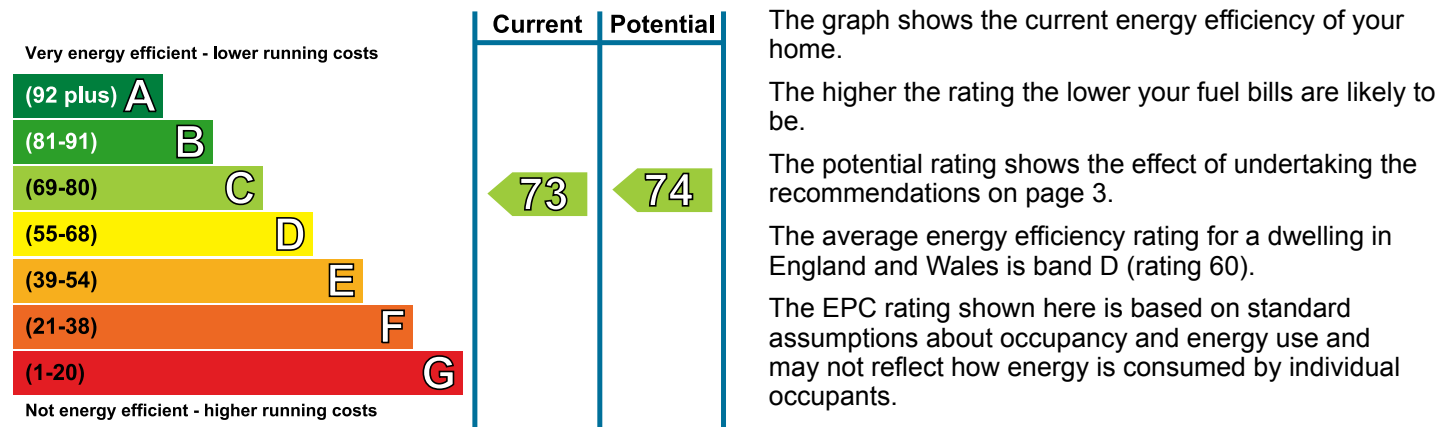 Current Potential
Very energy efficient - lower running costs
(92 plus) A
(81-91) B
(69-80) C
73 74
(55-68) D
(39-54) E
(21-38) F
(1-20) G
Not energy efficient - higher running costs
The graph shows the current energy efficiency of your
home.
The higher the rating the lower your fuel bills are likely to
be.
The potential rating shows the effect of undertaking the
recommendations on page 3.
The average energy efficiency rating for a dwelling in
England and Wales is band D (rating 60).
The EPC rating shown here is based on standard
assumptions about occupancy and energy use and
may not reflect how energy is consumed by individual
occupants.